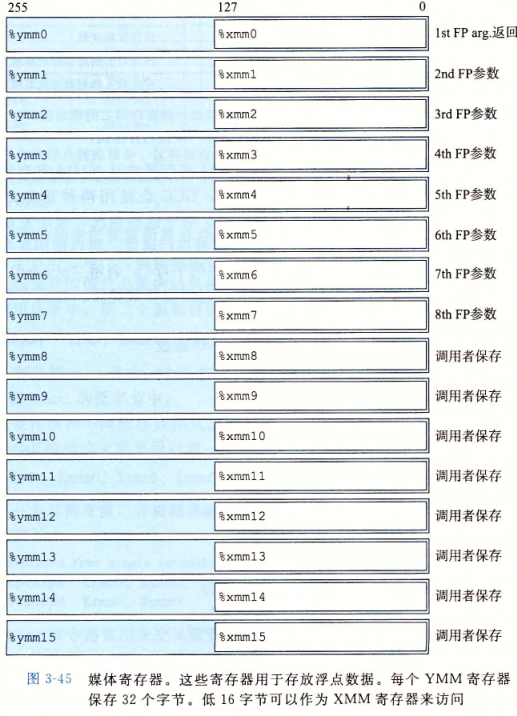 255 127 0
%ymm0 %xmm0 1st FP arg.返回
%ymm1 %xmm1 2nd FP参数
%ymm2 %xmm2 3rd FP参数
%ymm3 %xmm3 4th FP参数
%ymm4 %xmm4 5th FP参数
%ymm5 %xmm5 6th FP参数
%ymm6 %xmm6 7th FP参数
%ymm7 %xmm7 8th FP参数
%ymm8 %xmm8 调用者保存
%ymm9 %xmm9 调用者保存
%ymm10 %xmm10 调用者保存
%ymm11 %xmm11 调用者保存
%ymm12 %xmm12 调用者保存
%ymm13 %xmm13 调用者保存
%ymm14 %xmm14 调用者保存
%ymm15 %xmm15 调用者保存
图 3-45 媒体寄存器。这些寄存器用于存放浮点数据。每个 YMM 寄存器
保存 32 个字节。低 16 字节可以作为 XMM 寄存器来访问